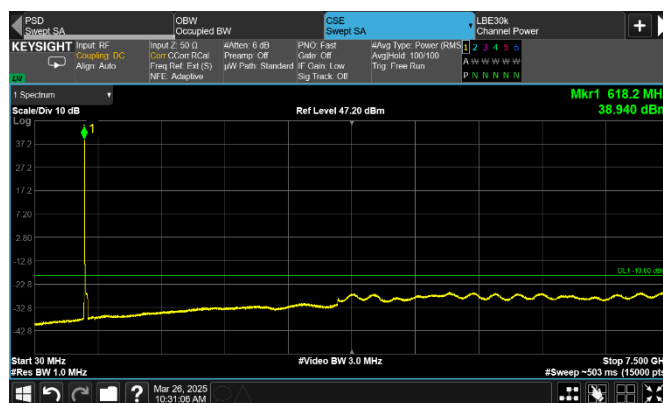 PSD
Swept SA
OBW
Occupied BW
CSE
Swept SA
LBE30k
Channel Power
+
KEYSIGHT
Input: RF
Coupling: DC
Align: Auto
Input Z: 50 Ω
Corr CCorr RCal
Freq Ref: Ext (S)
NFE: Adaptive
#Atten: 6 dB
Preamp: Off
µW Path: Standard
PNO: Fast
Gate: Off
IF Gain: Low
Sig Track: Off
#Avg Type: Power (RMS
Avg|Hold: 100/100
Trig: Free Run
1 2 3 4 5 6
A W W W W W
P N N N N N
1 Spectrum
Scale/Div 10 dB
Ref Level 47.20 dBm
Mkr1 618.2 MH
38.940 dBm
Log
1
37.2
27.2
17.2
7.20
-2.80
-12.8
DL1 -19.00 dB
-22.8
-32.8
-42.8
Start 30 MHz
#Video BW 3.0 MHz
Stop 7.500 GH
#Res BW 1.0 MHz
#Sweep ~503 ms (15000 pts
?
Mar 26, 2025
10:31:06 AM